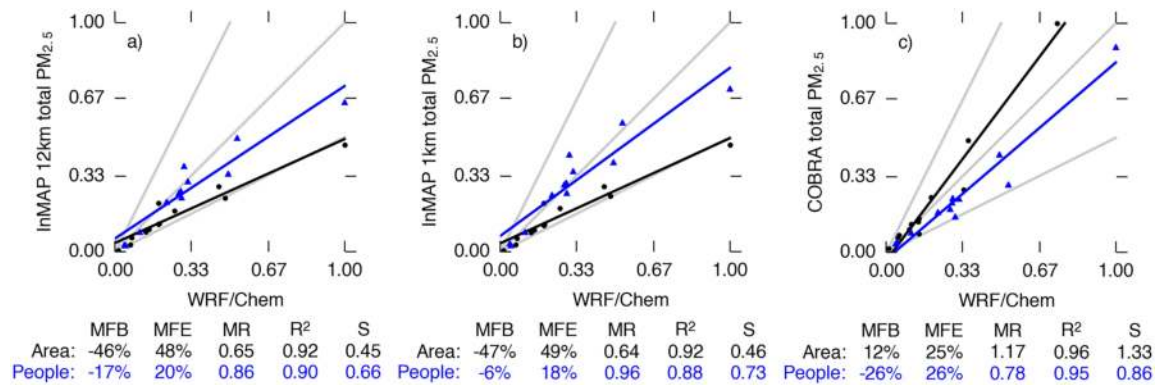 a)
InMAP 12km total PM2.5
1.00
0.67
0.33
0.00
0.00 0.33 0.67 1.00
WRF/Chem
MFB MFE MR R² S
Area: -46% 48% 0.65 0.92 0.45
People: -17% 20% 0.86 0.90 0.66
b)
InMAP 1km total PM2.5
1.00
0.67
0.33
0.00
0.00 0.33 0.67 1.00
WRF/Chem
MFB MFE MR R² S
Area: -47% 49% 0.64 0.92 0.46
People: -6% 18% 0.96 0.88 0.73
c)
COBRA total PM2.5
1.00
0.67
0.33
0.00
0.00 0.33 0.67 1.00
WRF/Chem
MFB MFE MR R² S
Area: 12% 25% 1.17 0.96 1.33
People: -26% 26% 0.78 0.95 0.86